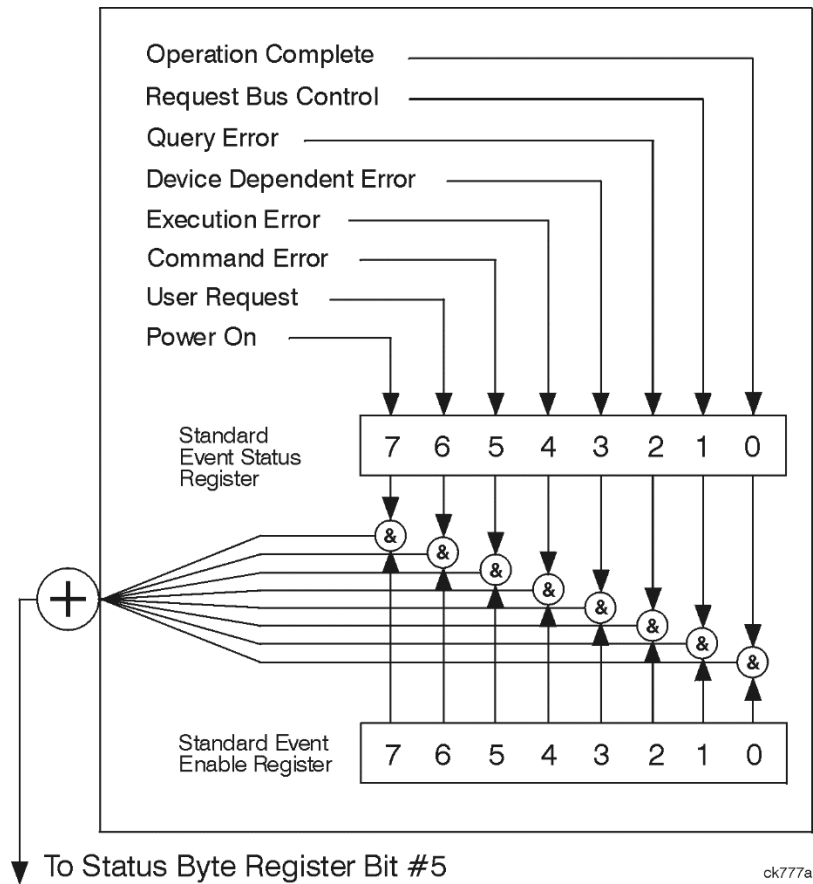 Operation Complete
Request Bus Control
Query Error
Device Dependent Error
Execution Error
Command Error
User Request
Power On
Standard
Event Status
Register
7 6 5 4 3 2 1 0
&
&
&
&
&
&
&
&
+
Standard Event
Enable Register
7 6 5 4 3 2 1 0
To Status Byte Register Bit #5
ck777a